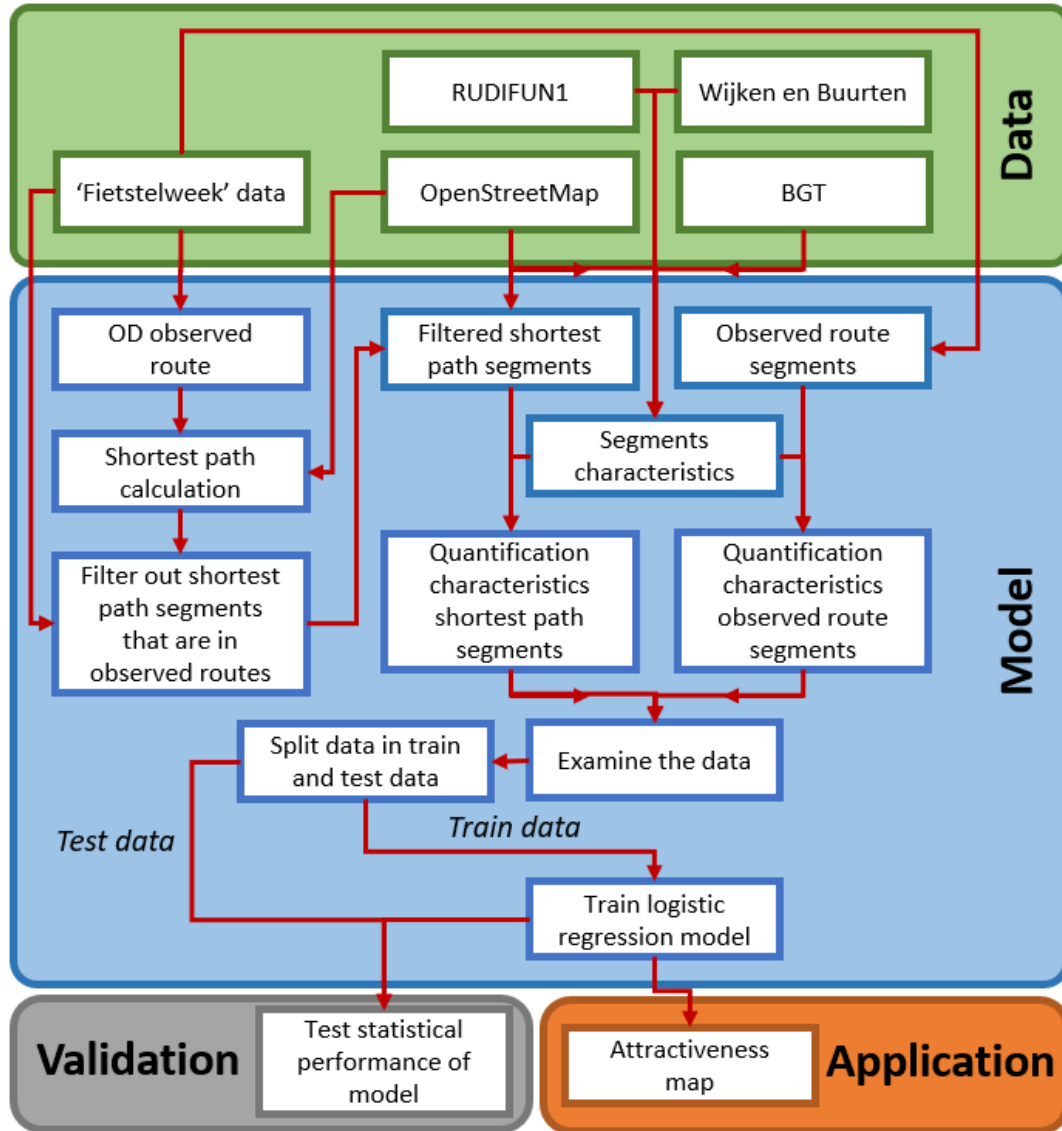 RUDIFUN1
Wijken en Buurten
Data
'Fietstelweek' data
OpenStreetMap
BGT
OD observed
route
Filtered shortest
path segments
Observed route
segments
Shortest path
calculation
Segments
characteristics
Filter out shortest
path segments
that are in
observed routes
Quantification
characteristics
shortest path
segments
Quantification
characteristics
observed route
segments
Model
Split data in train
and test data
Examine the data
Test data
Train data
Train logistic
regression model
Validation
Test statistical
performance of
model
Attractiveness
map
Application